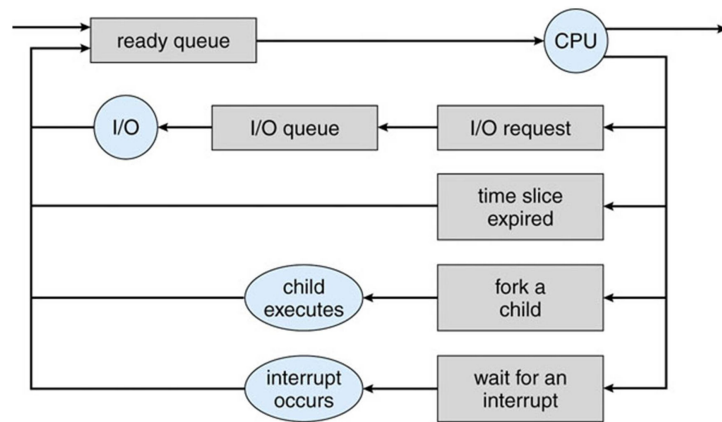 ready queue
CPU
I/O
I/O queue
I/O request
time slice
expired
child
executes
fork a
child
interrupt
occurs
wait for an
interrupt